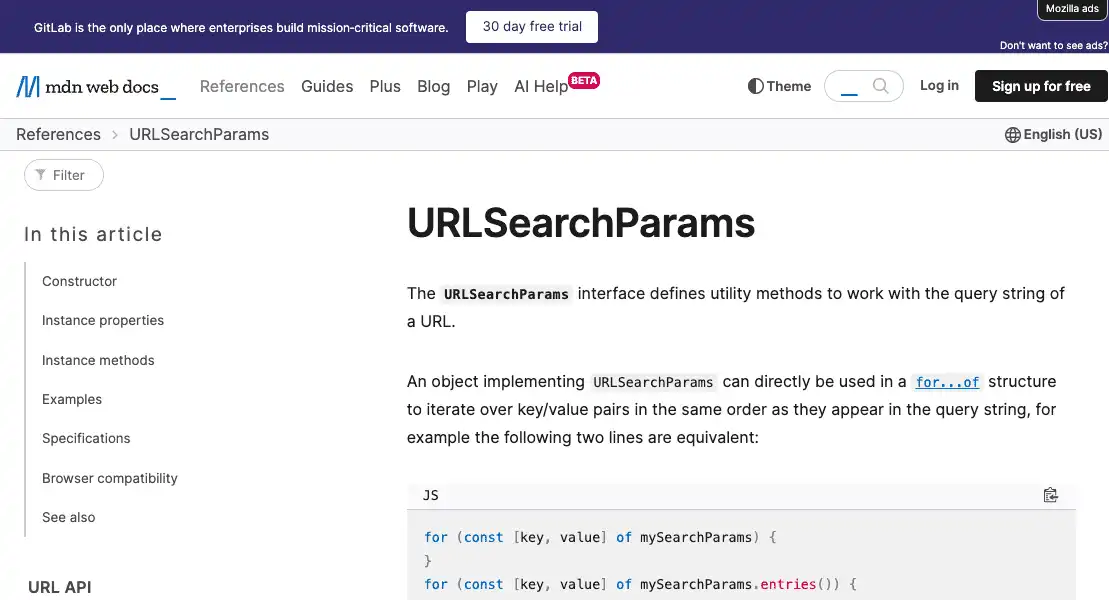 Mozilla ads
GitLab is the only place where enterprises build mission-critical software.
30 day free trial
Don't want to see ads?
mdn web docs_
References
Guides
Plus
Blog
Play
AI Help BETA
Theme
Log in
Sign up for free
References > URLSearchParams
English (US)
Filter
In this article
Constructor
Instance properties
Instance methods
Examples
Specifications
Browser compatibility
See also
URL API
URLSearchParams
The URLSearchParams interface defines utility methods to work with the query string of
a URL.
An object implementing URLSearchParams can directly be used in a for...of structure
to iterate over key/value pairs in the same order as they appear in the query string, for
example the following two lines are equivalent:
JS
for (const [key, value] of mySearchParams) {
}
for (const [key, value] of mySearchParams.entries()) {